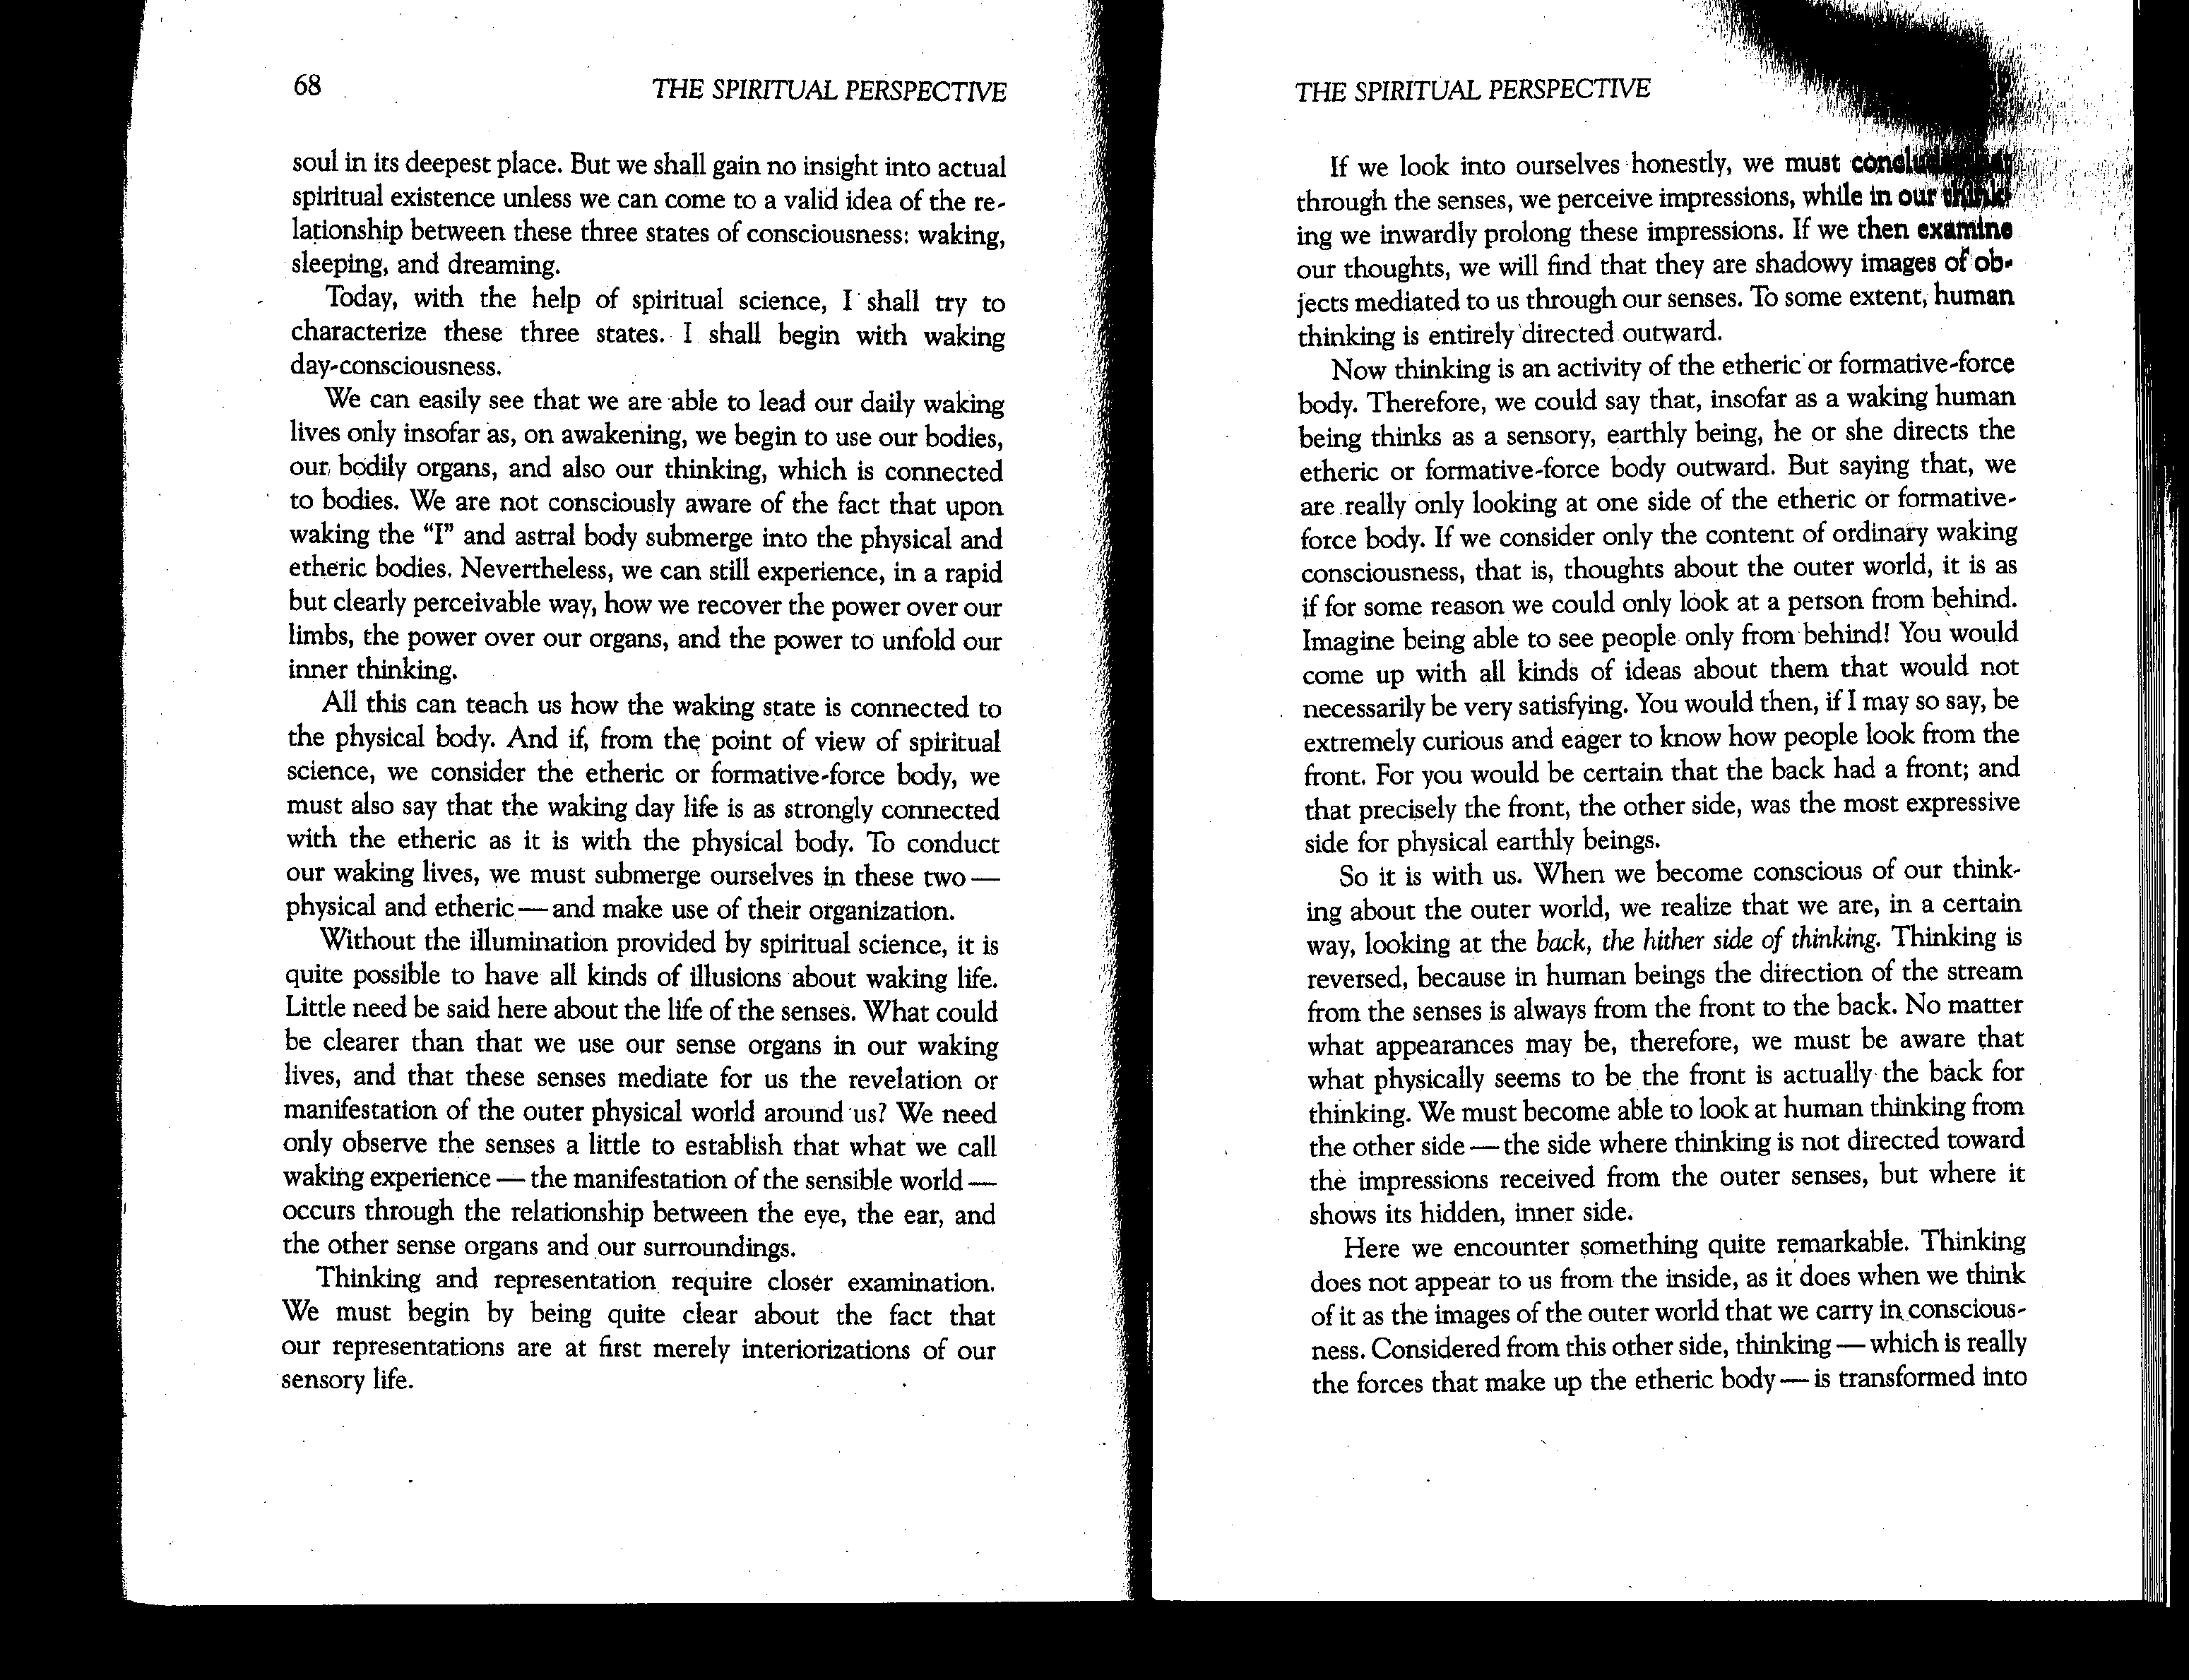 68 THE SPIRITUAL PERSPECTIVE
soul in its deepest place. But we shall gain no insight into actual
spiritual existence unless we can come to a valid idea of the re-
lationship between these three states of consciousness: waking,
sleeping, and dreaming.
Today, with the help of spiritual science, I shall try to
characterize these three states. I shall begin with waking
day-consciousness.
We can easily see that we are able to lead our daily waking
lives only insofar as, on awakening, we begin to use our bodies,
our bodily organs, and also our thinking, which is connected
to bodies. We are not consciously aware of the fact that upon
waking the “I” and astral body submerge into the physical and
etheric bodies. Nevertheless, we can still experience, in a rapid
but clearly perceivable way, how we recover the power over our
limbs, the power over our organs, and the power to unfold our
inner thinking.
All this can teach us how the waking state is connected to
the physical body. And if, from the point of view of spiritual
science, we consider the etheric or formative-force body, we
must also say that the waking day life is as strongly connected
with the etheric as it is with the physical body. To conduct
our waking lives, we must submerge ourselves in these two —
physical and etheric — and make use of their organization.
Without the illumination provided by spiritual science, it is
quite possible to have all kinds of illusions about waking life.
Little need be said here about the life of the senses. What could
be clearer than that we use our sense organs in our waking
lives, and that these senses mediate for us the revelation or
manifestation of the outer physical world around us? We need
only observe the senses a little to establish that what we call
waking experience — the manifestation of the sensible world —
occurs through the relationship between the eye, the ear, and
the other sense organs and our surroundings.
Thinking and representation require closer examination.
We must begin by being quite clear about the fact that
our representations are at first merely interiorizations of our
sensory life.
THE SPIRITUAL PERSPECTIVE
If we look into ourselves honestly, we must
through the senses, we perceive impressions, while in our think-
ing we inwardly prolong these impressions. If we then examine
our thoughts, we will find that they are shadowy images of ob-
jects mediated to us through our senses. To some extent, human
thinking is entirely directed outward.
Now thinking is an activity of the etheric or formative-force
body. Therefore, we could say that, insofar as a waking human
being thinks as a sensory, earthly being, he or she directs the
etheric or formative-force body outward. But saying that, we
are really only looking at one side of the etheric or formative-
force body. If we consider only the content of ordinary waking
consciousness, that is, thoughts about the outer world, it is as
if for some reason we could only look at a person from behind.
Imagine being able to see people only from behind! You would
come up with all kinds of ideas about them that would not
necessarily be very satisfying. You would then, if I may so say, be
extremely curious and eager to know how people look from the
front. For you would be certain that the back had a front; and
that precisely the front, the other side, was the most expressive
side for physical earthly beings.
So it is with us. When we become conscious of our think-
ing about the outer world, we realize that we are, in a certain
way, looking at the back, the hither side of thinking. Thinking is
reversed, because in human beings the direction of the stream
from the senses is always from the front to the back. No matter
what appearances may be, therefore, we must be aware that
what physically seems to be the front is actually the back for
thinking. We must become able to look at human thinking from
the other side — the side where thinking is not directed toward
the impressions received from the outer senses, but where it
shows its hidden, inner side.
Here we encounter something quite remarkable. Thinking
does not appear to us from the inside, as it does when we think
of it as the images of the outer world that we carry in conscious-
ness. Considered from this other side, thinking — which is really
the forces that make up the etheric body — is transformed into